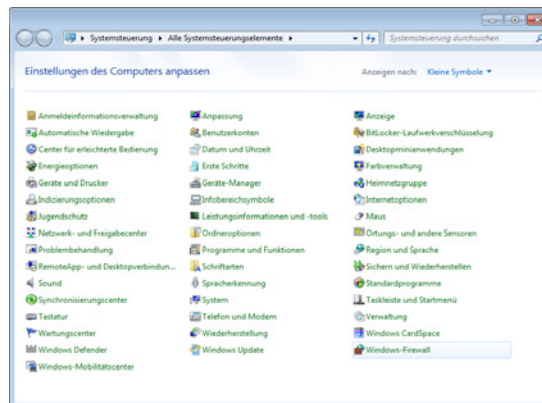 Systemsteuerung ▸ Alle Systemsteuerungselemente ▸
Systemsteuerung durchsuchen
Einstellungen des Computers anpassen
Anzeigen nach: Kleine Symbole
Anmeldeinformationsverwaltung Anpassung Anzeige
Automatische Wiedergabe Benutzerkonten BitLocker-Laufwerkverschlüsselung
Center für erleichterte Bedienung Datum und Uhrzeit Desktopminianwendungen
Energieoptionen Erste Schritte Farbverwaltung
Geräte und Drucker Geräte-Manager Heimnetzgruppe
Indizierungsoptionen Infobereichsymbole Internetoptionen
Jugendschutz Leistungsinformationen und -tools Maus
Netzwerk- und Freigabecenter Ordneroptionen Ortungs- und andere Sensoren
Problembehandlung Programme und Funktionen Region und Sprache
RemoteApp- und Desktopverbindun... Schriftarten Sichern und Wiederherstellen
Sound Spracherkennung Standardprogramme
Synchronisierungscenter System Taskleiste und Startmenü
Tastatur Telefon und Modem Verwaltung
Wartungscenter Wiederherstellung Windows CardSpace
Windows Defender Windows Update Windows-Firewall
Windows-Mobilitätscenter